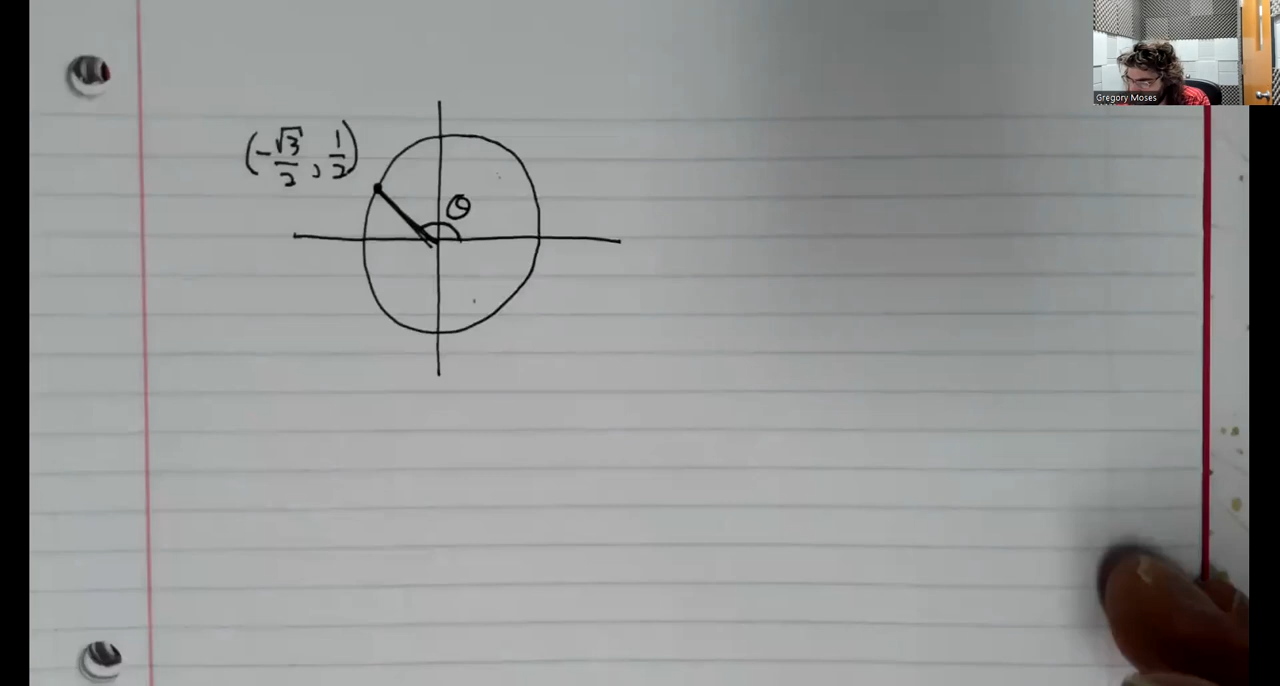 (-√3/2, 1/2)
θ
Gregory Moses